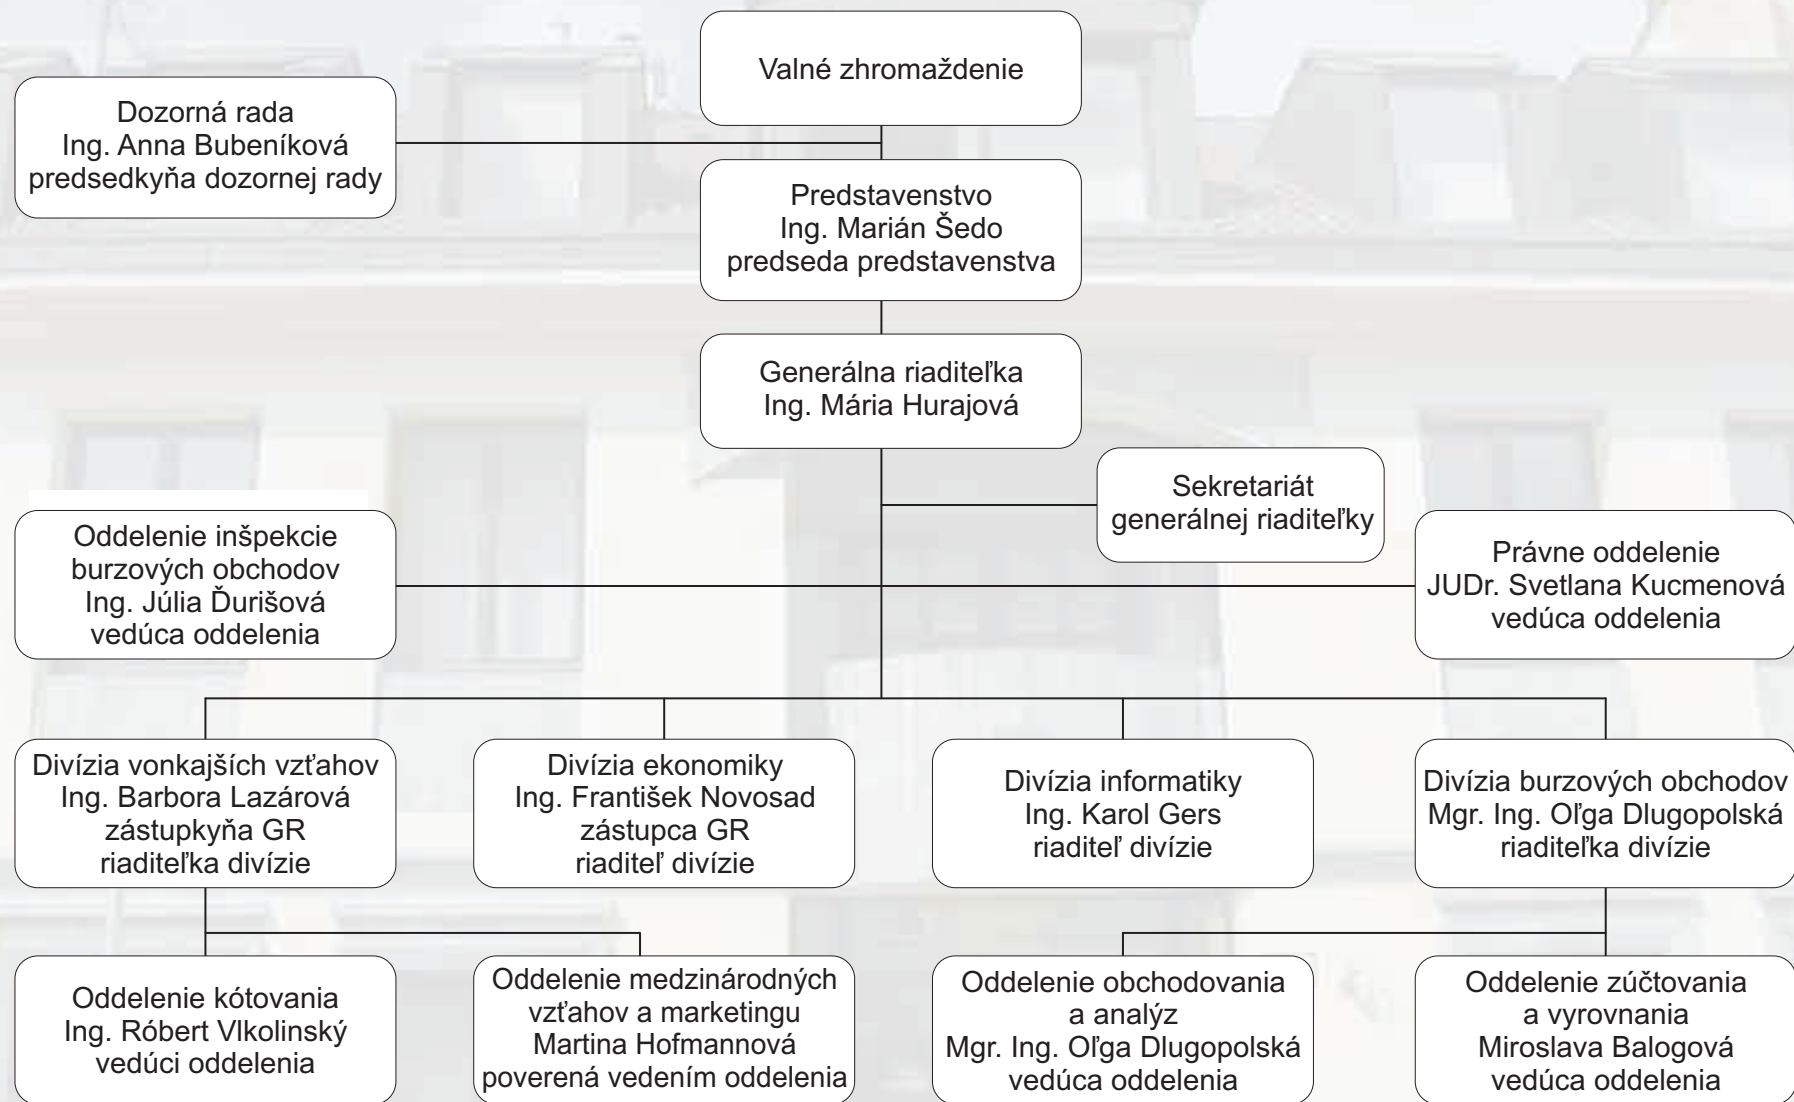 Valné zhromaždenie
Dozorná rada
Ing. Anna Bubeníková
predsedkyňa dozornej rady
Predstavenstvo
Ing. Marián Šedo
predseda predstavenstva
Generálna riaditeľka
Ing. Mária Hurajová
Sekretariát
generálnej riaditeľky
Oddelenie inšpekcie
burzových obchodov
Ing. Júlia Ďurišová
vedúca oddelenia
Právne oddelenie
JUDr. Svetlana Kucmenová
vedúca oddelenia
Divízia vonkajších vzťahov
Ing. Barbora Lazárová
zástupkyňa GR
riaditeľka divízie
Divízia ekonomiky
Ing. František Novosad
zástupca GR
riaditeľ divízie
Divízia informatiky
Ing. Karol Gers
riaditeľ divízie
Divízia burzových obchodov
Mgr. Ing. Oľga Dlugopolská
riaditeľka divízie
Oddelenie kótovania
Ing. Róbert Vlkolinský
vedúci oddelenia
Oddelenie medzinárodných
vzťahov a marketingu
Martina Hofmannová
poverená vedením oddelenia
Oddelenie obchodovania
a analýz
Mgr. Ing. Oľga Dlugopolská
vedúca oddelenia
Oddelenie zúčtovania
a vyrovnania
Miroslava Balogová
vedúca oddelenia